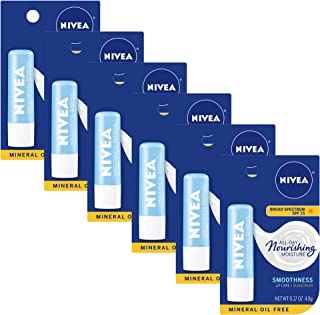 NIVEA
NIVEA
NIVEA
NIVEA
NIVEA
NIVEA
NIVEA
NIVEA
NIVEA
NIVEA
NIVEA
NIVEA
MINERAL O
MINERAL O
MINERAL O
MINERAL O
MINERAL O
BROAD SPECTRUM
SPF 15
ALL-DAY
Nourishing
MOISTURE
SMOOTHNESS
LIP CARE + SUNSCREEN
NET WT 0.17 OZ 4.8g
MINERAL OIL FREE